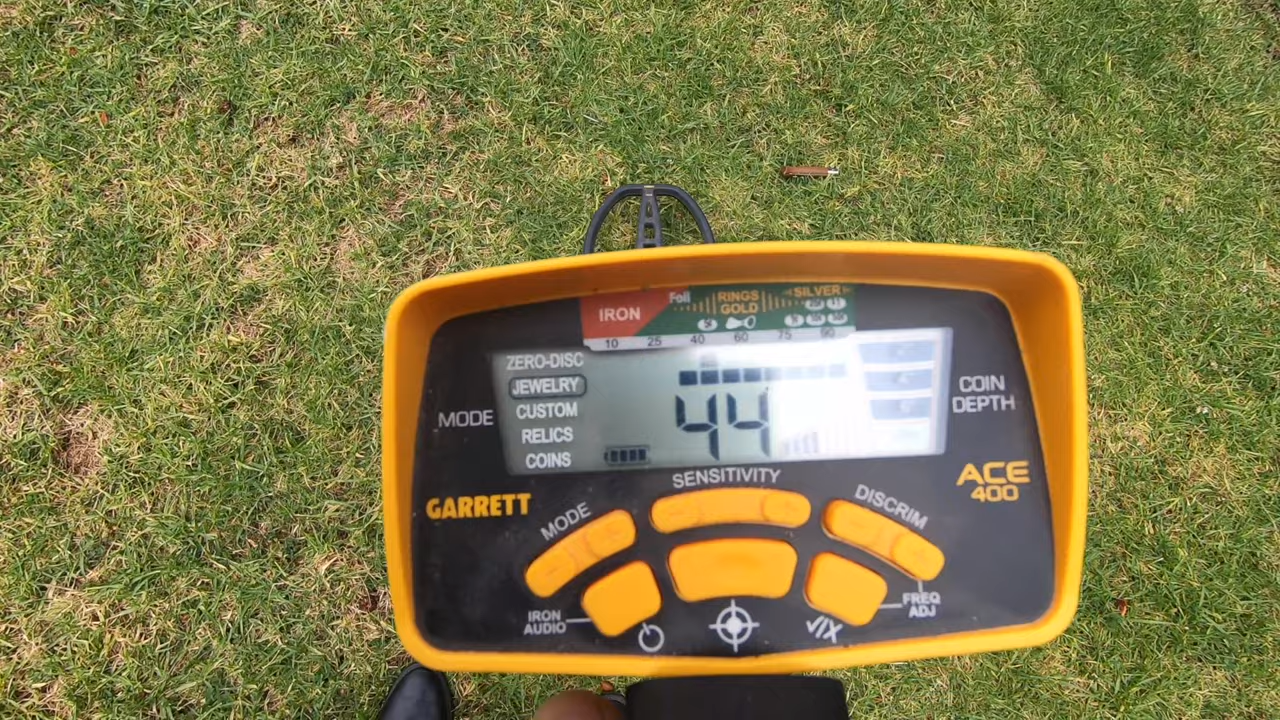 IRON
Foil
RINGS
GOLD
SILVER
10 25 40 60 75 90
ZERO-DISC
JEWELRY
CUSTOM
RELICS
COINS
MODE
44
COIN
DEPTH
GARRETT
ACE
400
MODE
SENSITIVITY
DISCRIM
IRON
AUDIO
FREQ
ADJ